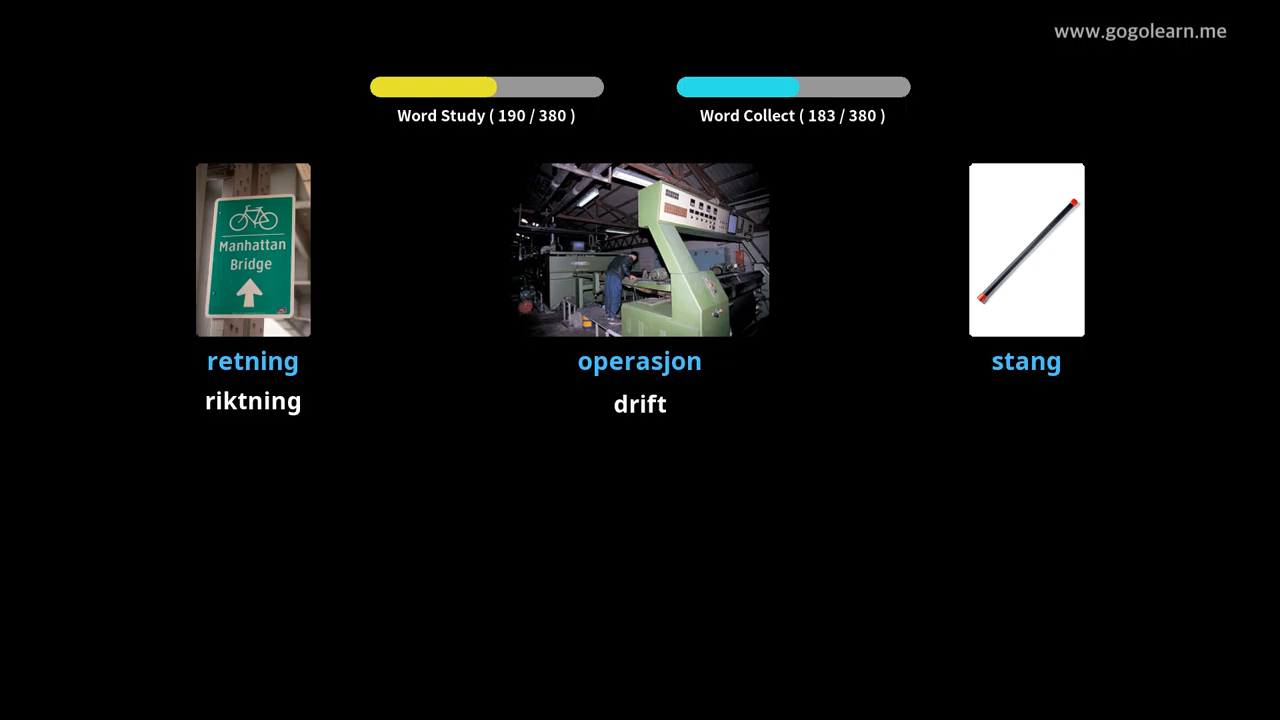 www.gogolearn.me
Word Study ( 190 / 380 )
Word Collect ( 183 / 380 )
Manhattan
Bridge
retning
operasjon
stang
riktning
drift